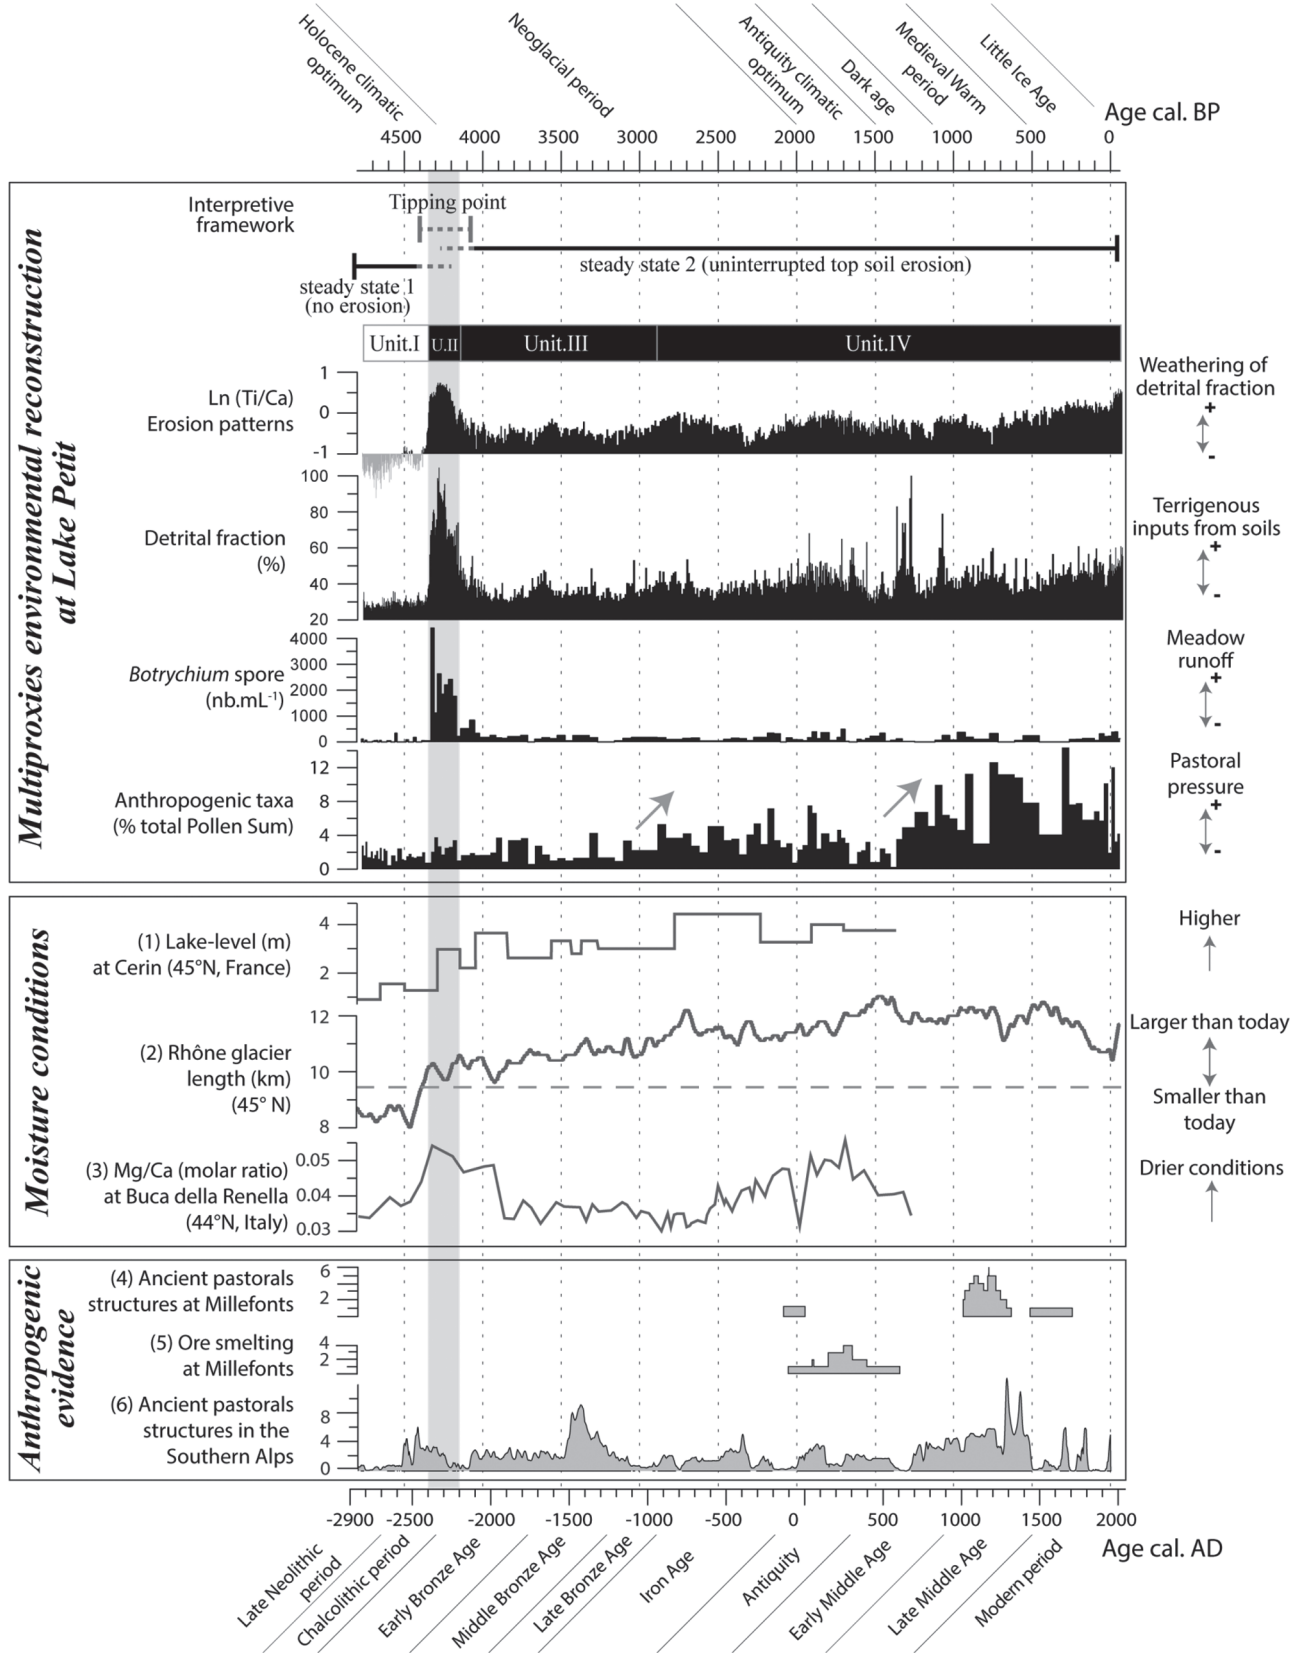 Holocene climatic
optimum
Neoglacial period
Antiquity climatic
optimum
Dark age
Medieval Warm
period
Little Ice Age
Age cal. BP
4500 4000 3500 3000 2500 2000 1500 1000 500 0
Multiproxies environmental reconstruction
at Lake Petit
Interpretive
framework
Tipping point
steady state 2 (uninterrupted top soil erosion)
steady state 1
(no erosion)
Unit.I U.II Unit.III Unit.IV
Ln (Ti/Ca)
Erosion patterns
1
0
-1
Weathering of
detrital fraction
+
-
Detrital fraction
(%)
100
80
60
40
20
Terrigenous
inputs from soils
+
-
Botrychium spore
(nb.mL-1)
4000
3000
2000
1000
0
Meadow
runoff
+
-
Anthropogenic taxa
(% total Pollen Sum)
12
8
4
0
Pastoral
pressure
+
-
Moisture conditions
(1) Lake-level (m)
at Cerin (45°N, France)
4
2
Higher
(2) Rhône glacier
length (km)
(45° N)
12
10
8
Larger than today
Smaller than
today
(3) Mg/Ca (molar ratio)
at Buca della Renella
(44°N, Italy)
0.05
0.04
0.03
Drier conditions
Anthropogenic
evidence
(4) Ancient pastorals
structures at Millefonts
6
2
(5) Ore smelting
at Millefonts
4
2
(6) Ancient pastorals
structures in the
Southern Alps
8
4
0
-2900 -2500 -2000 -1500 -1000 -500 0 500 1000 1500 2000
Age cal. AD
Late Neolithic
period
Chalcolithic period
Early Bronze Age
Middle Bronze Age
Late Bronze Age
Iron Age
Antiquity
Early Middle Age
Late Middle Age
Modern period